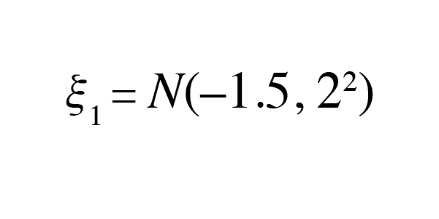 ξ₁ = N(−1.5, 2²)